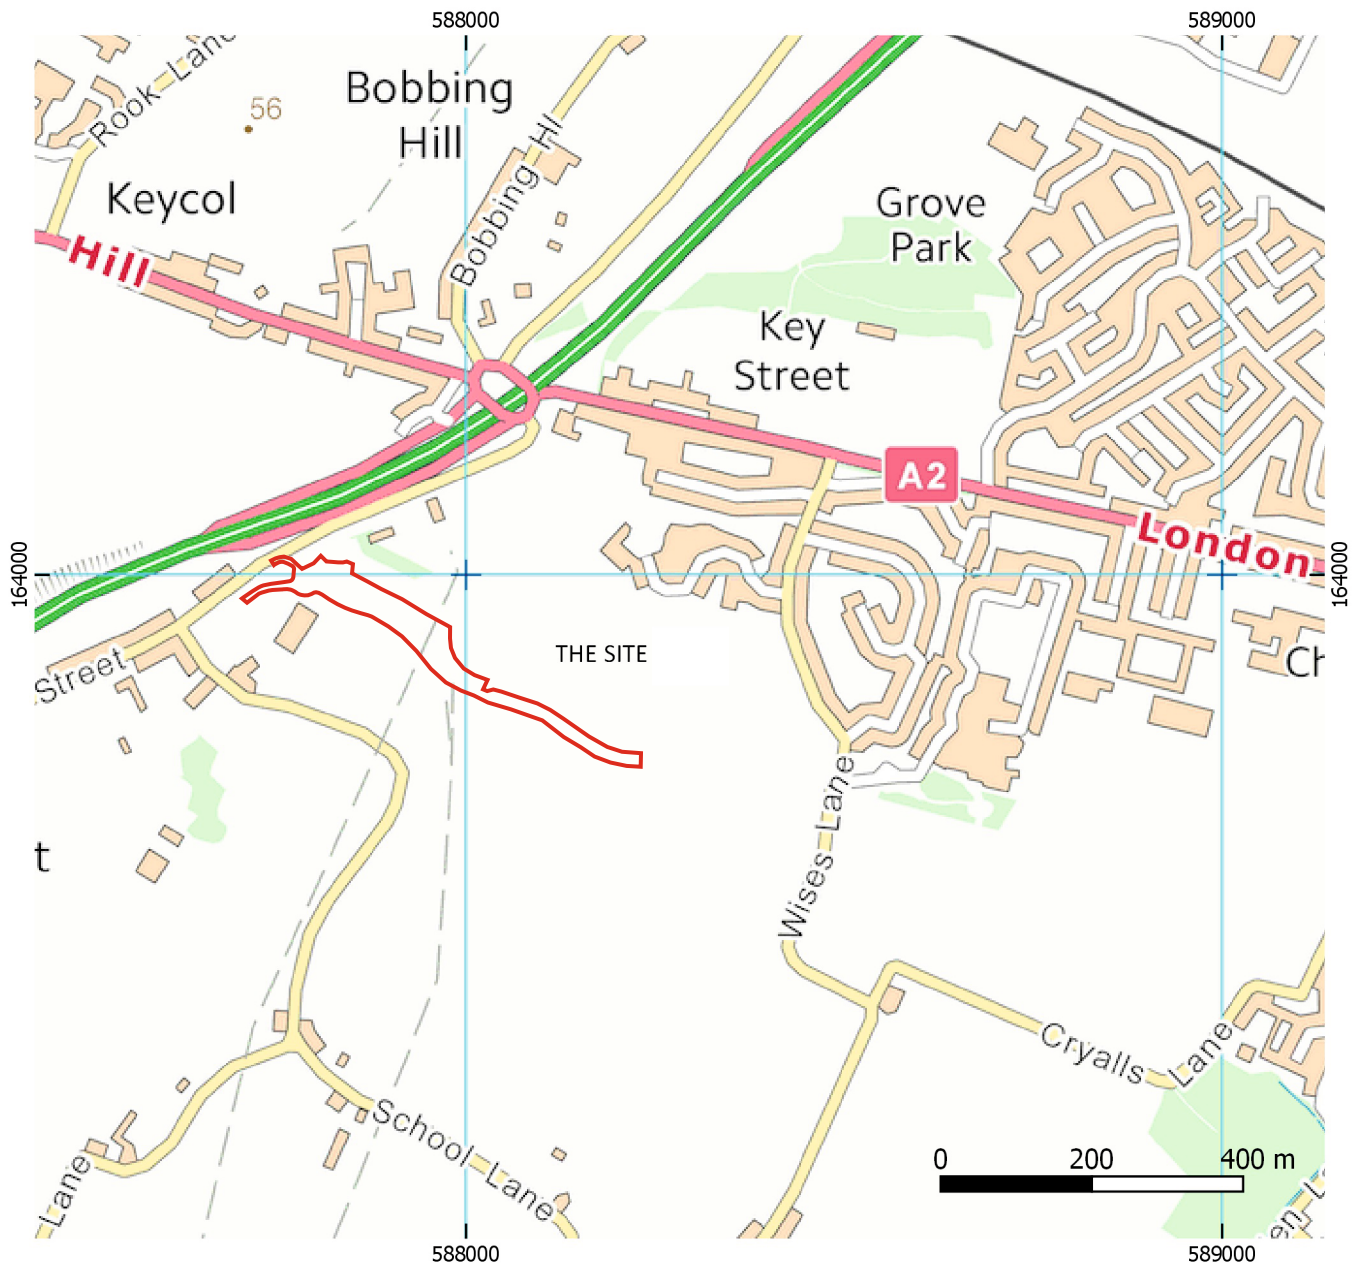 588000
589000
Rook Lane
Bobbing
Hill
56
Bobbing Hl
Keycol
Grove
Park
Hill
Key
Street
A2
London
164000
164000
THE SITE
Street
Ch
Wises Lane
t
Cryalls
Lane
School Lane
Lane
0
200
400 m
en L
588000
589000